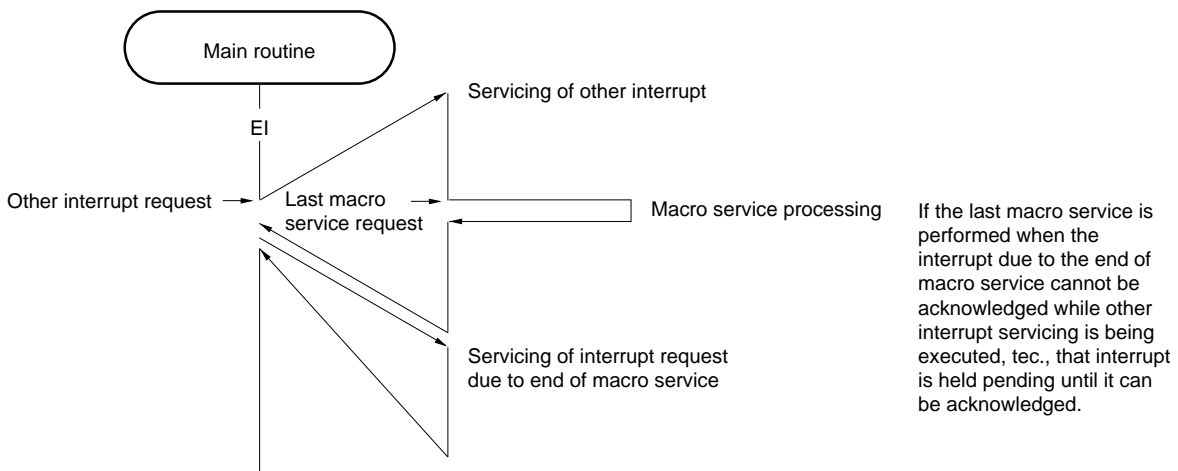 Main routine
EI
Servicing of other interrupt
Other interrupt request
Last macro
service request
Macro service processing
If the last macro service is
performed when the
interrupt due to the end of
macro service cannot be
acknowledged while other
interrupt servicing is being
executed, tec., that interrupt
is held pending until it can
be acknowledged.
Servicing of interrupt request
due to end of macro service